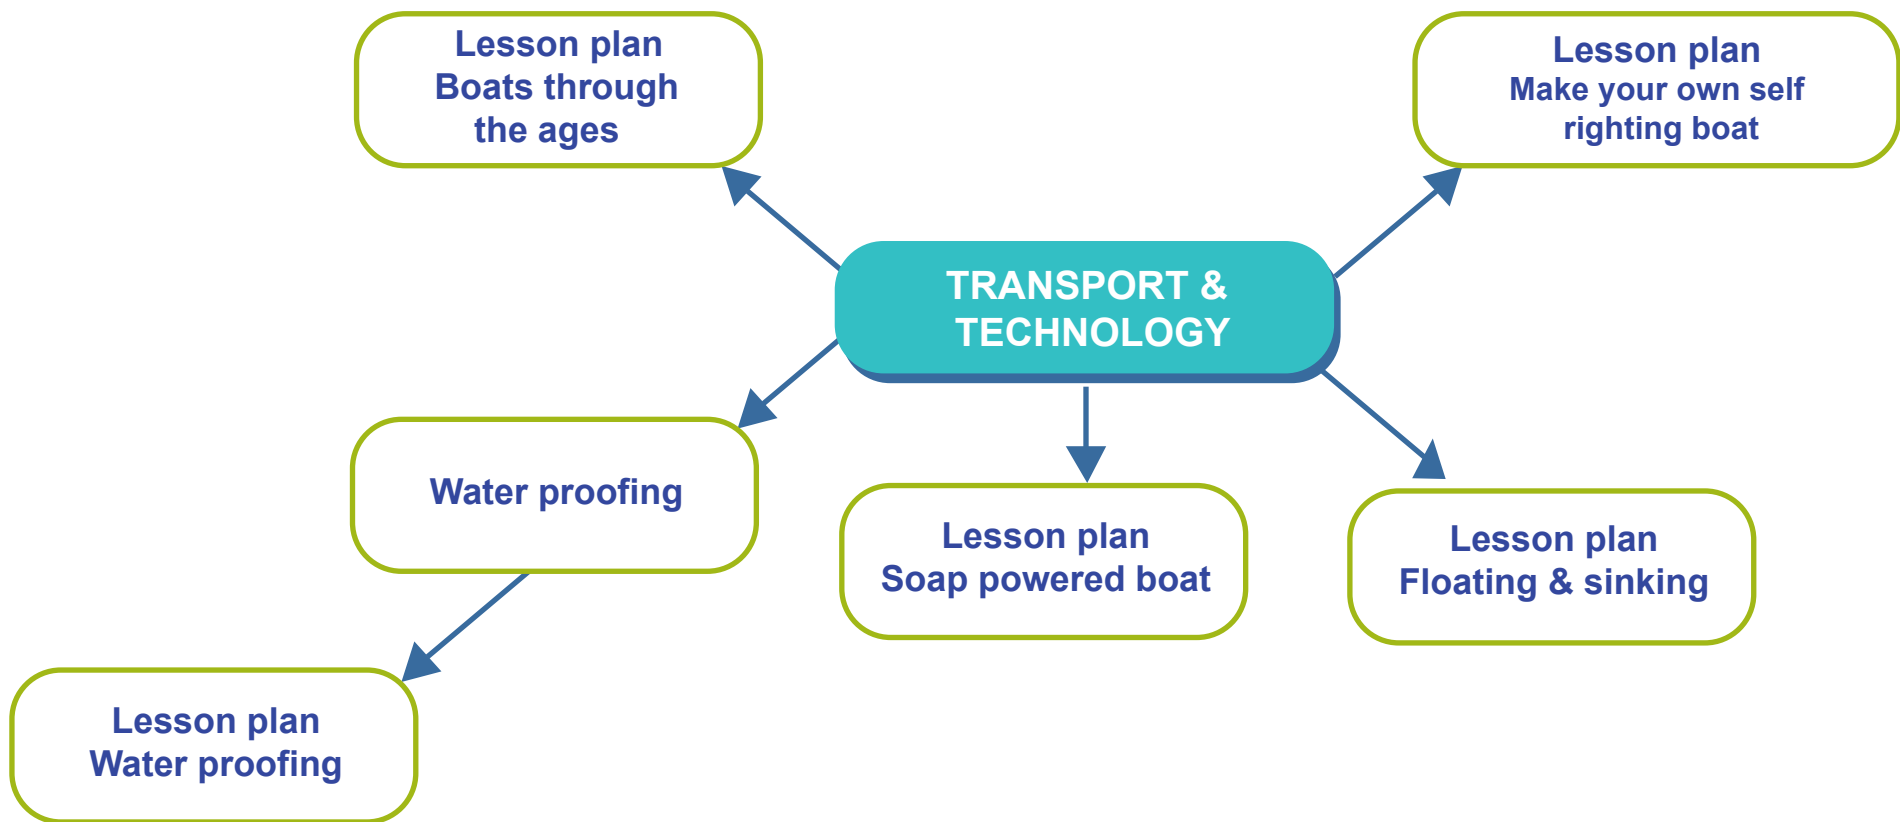 Lesson plan
Boats through
the ages
Lesson plan
Make your own self
righting boat
TRANSPORT &
TECHNOLOGY
Water proofing
Lesson plan
Soap powered boat
Lesson plan
Floating & sinking
Lesson plan
Water proofing